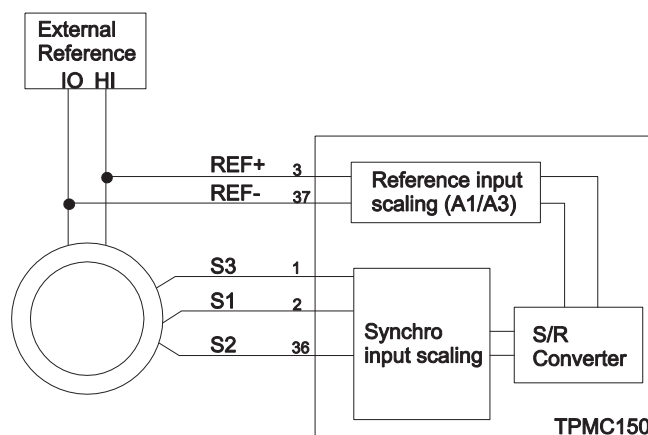 External
Reference
IO HI
REF+ 3
REF- 37
Reference input
scaling (A1/A3)
S3 1
S1 2
S2 36
Synchro
input scaling
S/R
Converter
TPMC150